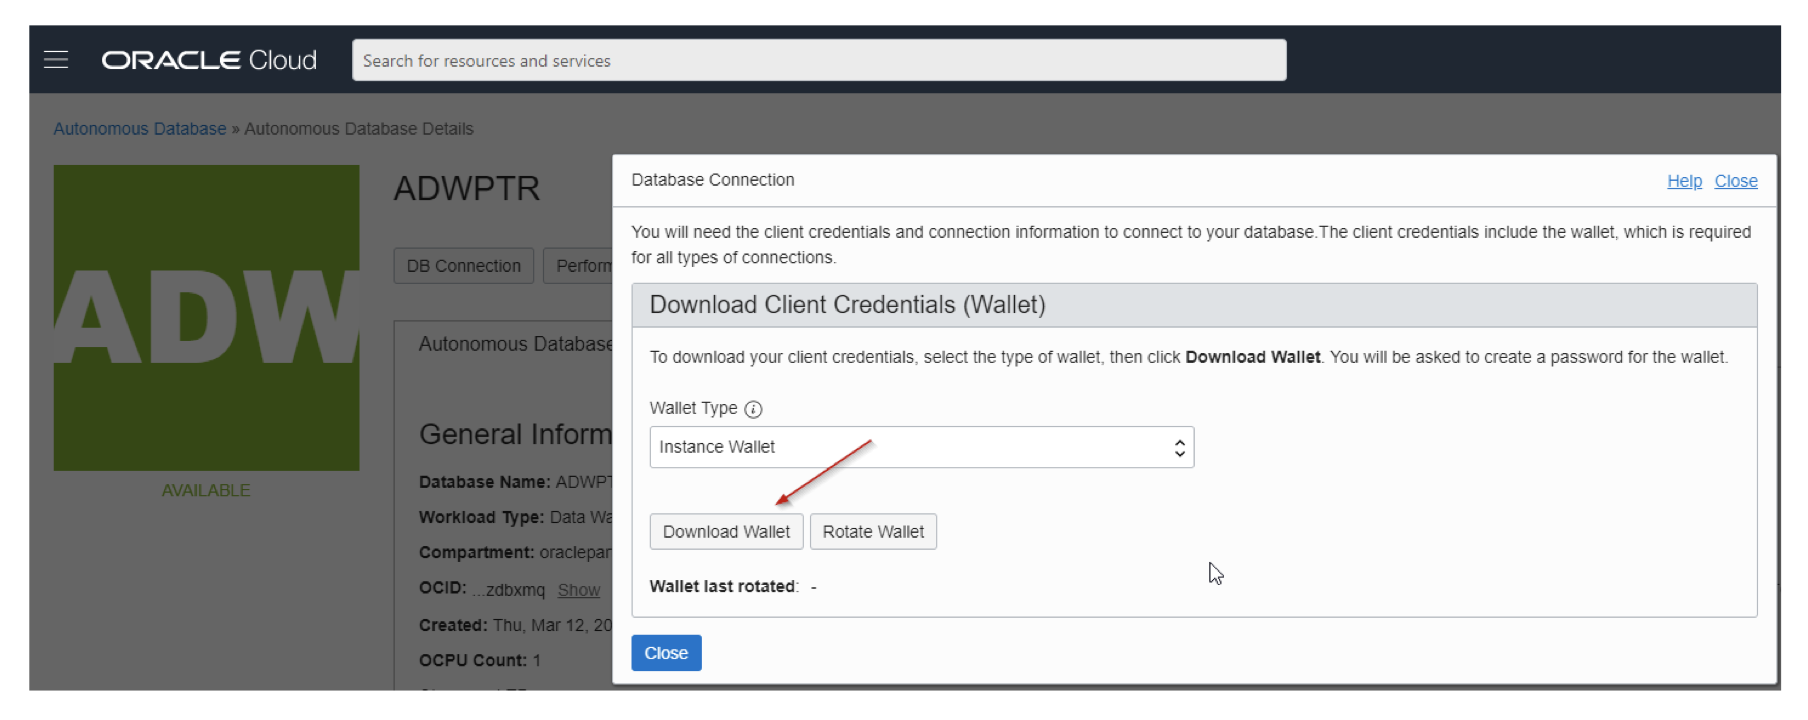 ORACLE Cloud
Search for resources and services
Autonomous Database » Autonomous Database Details
ADW
AVAILABLE
ADWPTR
DB Connection
Perform
Autonomous Database
General Inform
Database Name: ADWPT
Workload Type: Data Wa
Compartment: oraclepar
OCID: ...zdbxmq Show
Created: Thu, Mar 12, 20
OCPU Count: 1
Database Connection
Help Close
You will need the client credentials and connection information to connect to your database.The client credentials include the wallet, which is required
for all types of connections.
Download Client Credentials (Wallet)
To download your client credentials, select the type of wallet, then click Download Wallet. You will be asked to create a password for the wallet.
Wallet Type i
Instance Wallet
Download Wallet Rotate Wallet
Wallet last rotated: -
Close